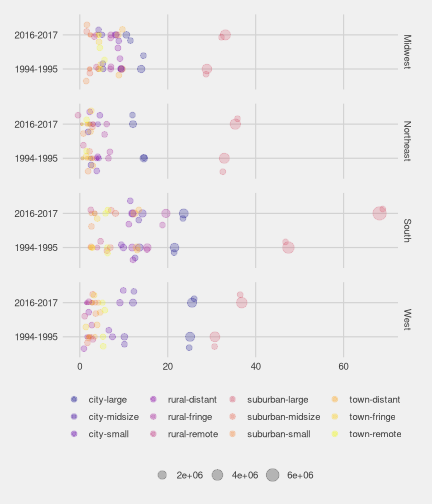 2016-2017
1994-1995
Midwest
2016-2017
1994-1995
Northeast
2016-2017
1994-1995
South
2016-2017
1994-1995
West
0 20 40 60
city-large rural-distant suburban-large town-distant
city-midsize rural-fringe suburban-midsize town-fringe
city-small rural-remote suburban-small town-remote
2e+06 4e+06 6e+06